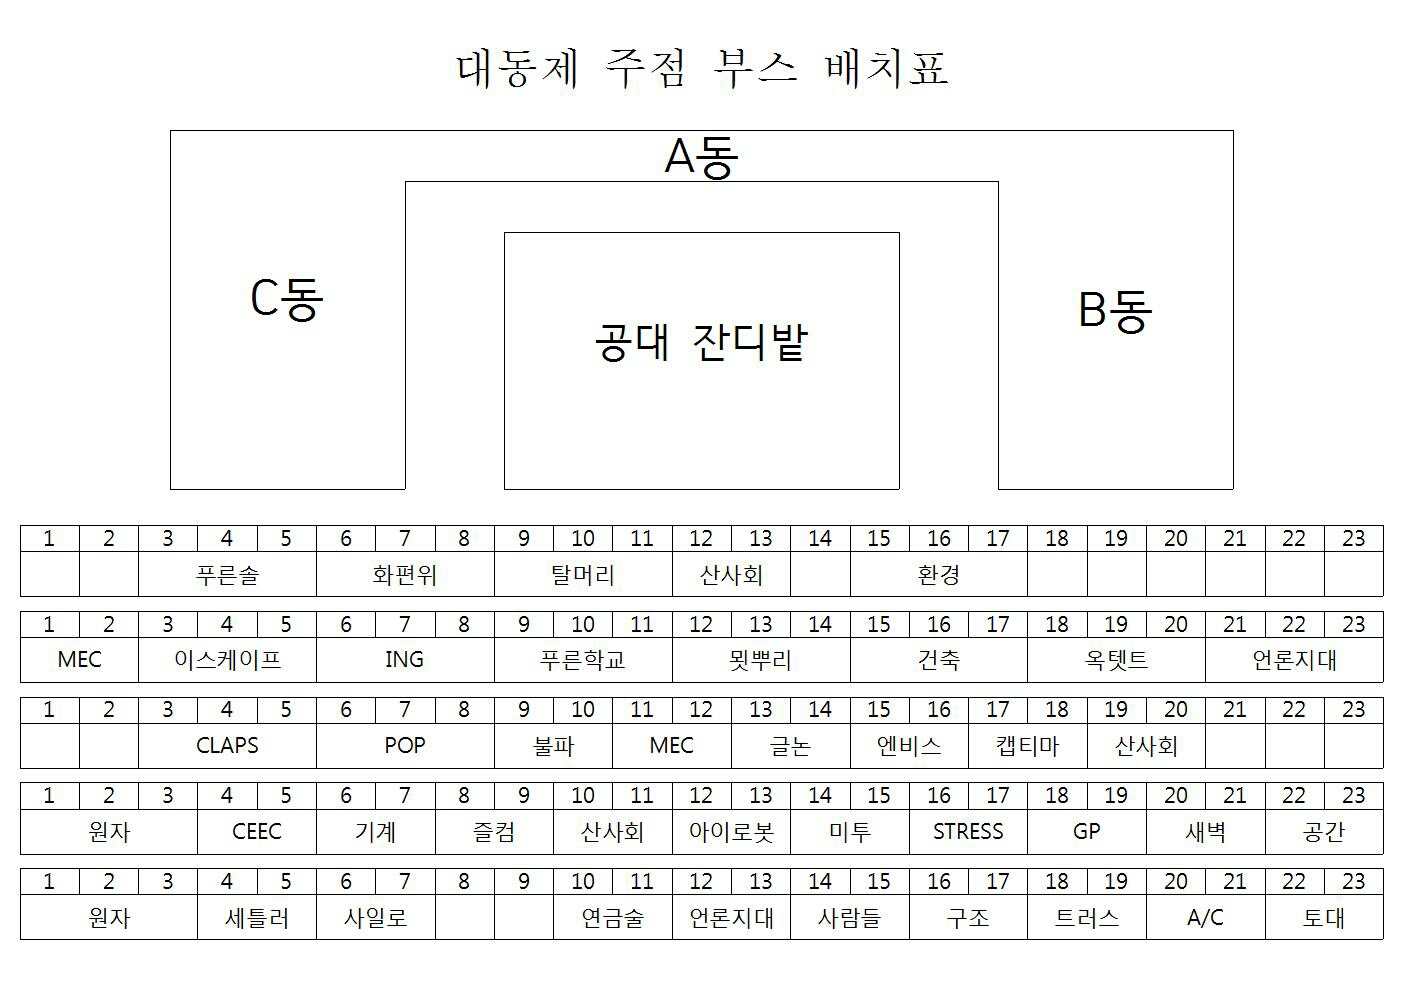 대동제 주점 부스 배치표
A동
C동
B동
공대 잔디밭
1 2 3 4 5 6 7 8 9 10 11 12 13 14 15 16 17 18 19 20 21 22 23
푸른솔 화편위 탈머리 산사회 환경
1 2 3 4 5 6 7 8 9 10 11 12 13 14 15 16 17 18 19 20 21 22 23
MEC 이스케이프 ING 푸른학교 묏뿌리 건축 옥텟트 언론지대
1 2 3 4 5 6 7 8 9 10 11 12 13 14 15 16 17 18 19 20 21 22 23
CLAPS POP 불파 MEC 글논 엔비스 캡티마 산사회
1 2 3 4 5 6 7 8 9 10 11 12 13 14 15 16 17 18 19 20 21 22 23
원자 CEEC 기계 즐컴 산사회 아이로봇 미투 STRESS GP 새벽 공간
1 2 3 4 5 6 7 8 9 10 11 12 13 14 15 16 17 18 19 20 21 22 23
원자 세틀러 사일로 연금술 언론지대 사람들 구조 트러스 A/C 토대